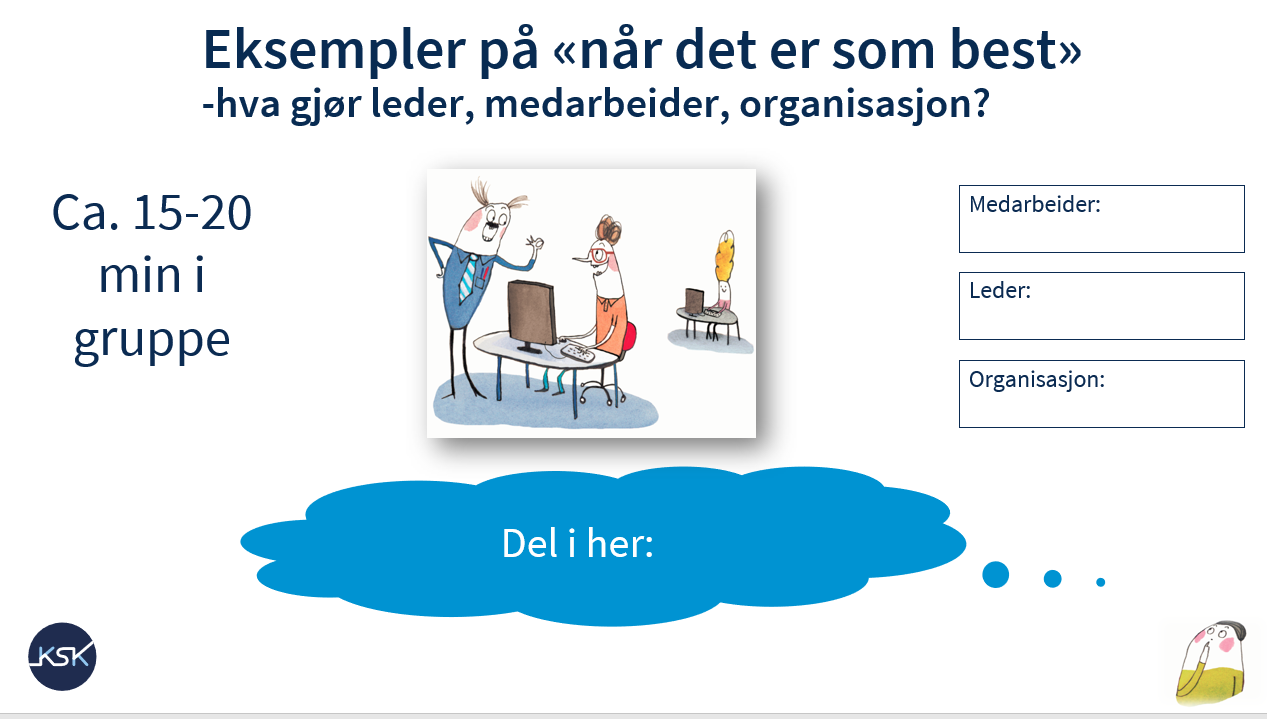 Eksempler på «når det er som best»
-hva gjør leder, medarbeider, organisasjon?
Ca. 15-20
min i
gruppe
Medarbeider:
Leder:
Organisasjon:
Del i her:
KSK